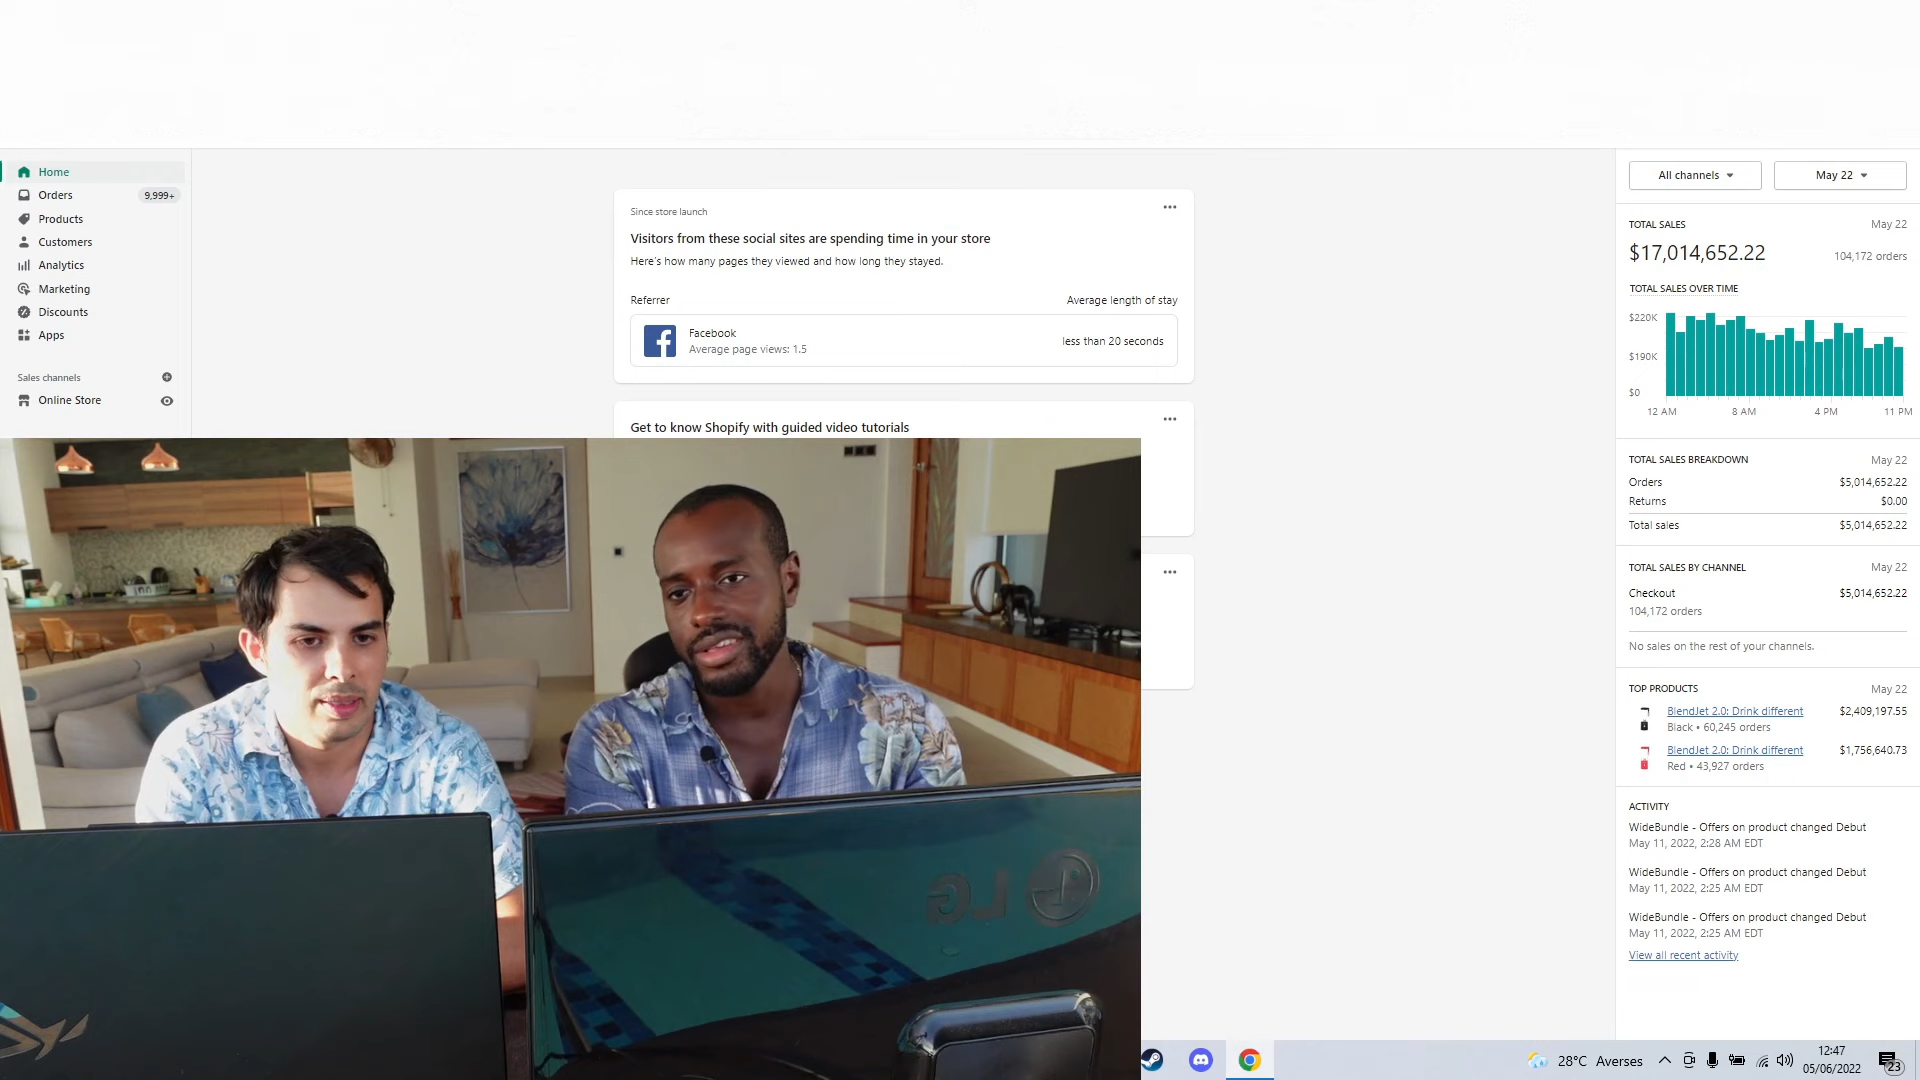 Home
Orders 9,999+
Products
Customers
Analytics
Marketing
Discounts
Apps
Sales channels
Online Store
Since store launch
Visitors from these social sites are spending time in your store
Here's how many pages they viewed and how long they stayed.
Referrer Average length of stay
Facebook
Average page views: 1.5
less than 20 seconds
Get to know Shopify with guided video tutorials
All channels May 22
TOTAL SALES May 22
$17,014,652.22 104,172 orders
TOTAL SALES OVER TIME
$220K
$190K
$0
12 AM 8 AM 4 PM 11 PM
TOTAL SALES BREAKDOWN May 22
Orders $5,014,652.22
Returns $0.00
Total sales $5,014,652.22
TOTAL SALES BY CHANNEL May 22
Checkout $5,014,652.22
104,172 orders
No sales on the rest of your channels.
TOP PRODUCTS May 22
BlendJet 2.0: Drink different $2,409,197.55
Black • 60,245 orders
BlendJet 2.0: Drink different $1,756,640.73
Red • 43,927 orders
ACTIVITY
WideBundle - Offers on product changed Debut
May 11, 2022, 2:28 AM EDT
WideBundle - Offers on product changed Debut
May 11, 2022, 2:25 AM EDT
WideBundle - Offers on product changed Debut
May 11, 2022, 2:25 AM EDT
View all recent activity
LG
28°C Averses
12:47
05/06/2022
23